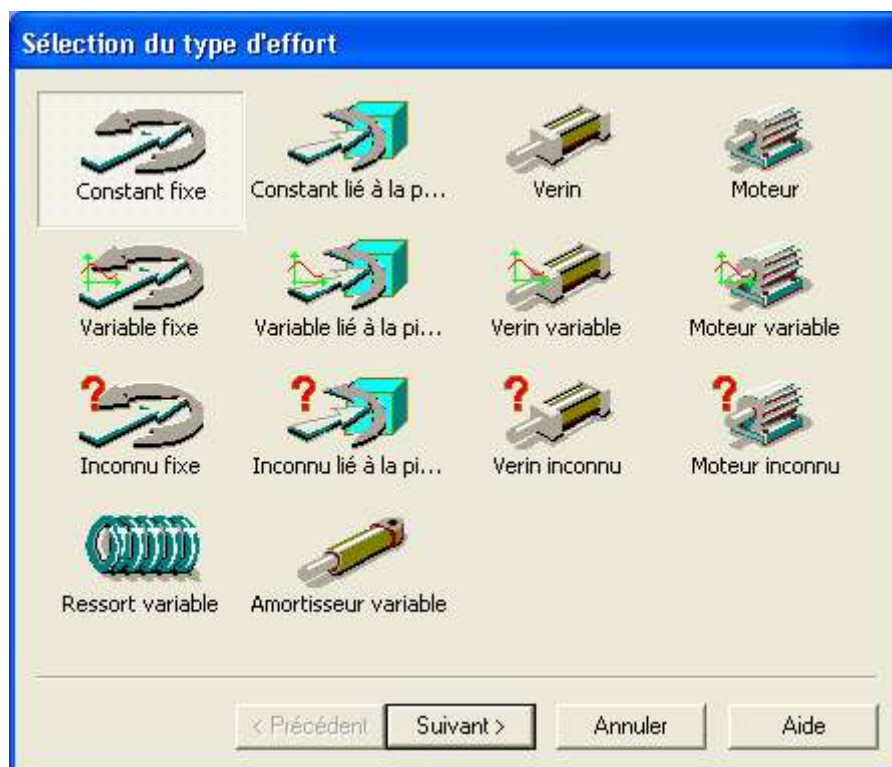 Sélection du type d'effort
Constant fixe
Constant lié à la p...
Verin
Moteur
Variable fixe
Variable lié à la pi...
Verin variable
Moteur variable
?
?
?
?
Inconnu fixe
Inconnu lié à la pi...
Verin inconnu
Moteur inconnu
Ressort variable
Amortisseur variable
< Précédent
Suivant >
Annuler
Aide